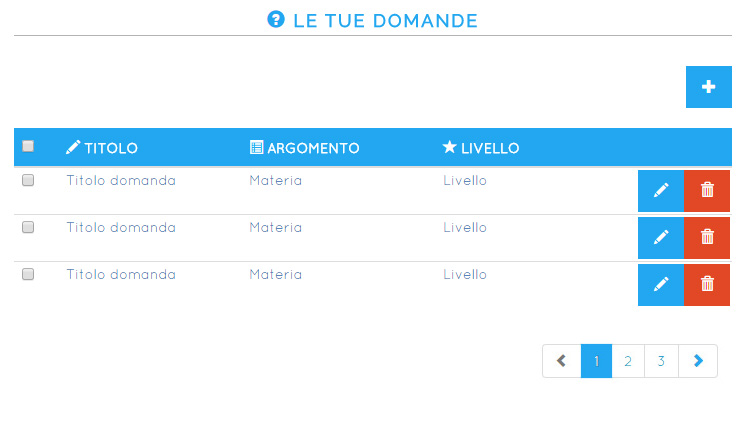 LE TUE DOMANDE
TITOLO ARGOMENTO LIVELLO
Titolo domanda Materia Livello
Titolo domanda Materia Livello
Titolo domanda Materia Livello
1 2 3